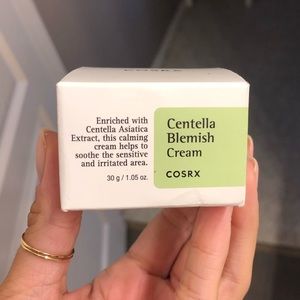 COSRX
Enriched with
Centella Asiatica
Extract, this calming
cream helps to
soothe the sensitive
and irritated area.
30 g / 1.05 oz.
Centella
Blemish
Cream
COSRX